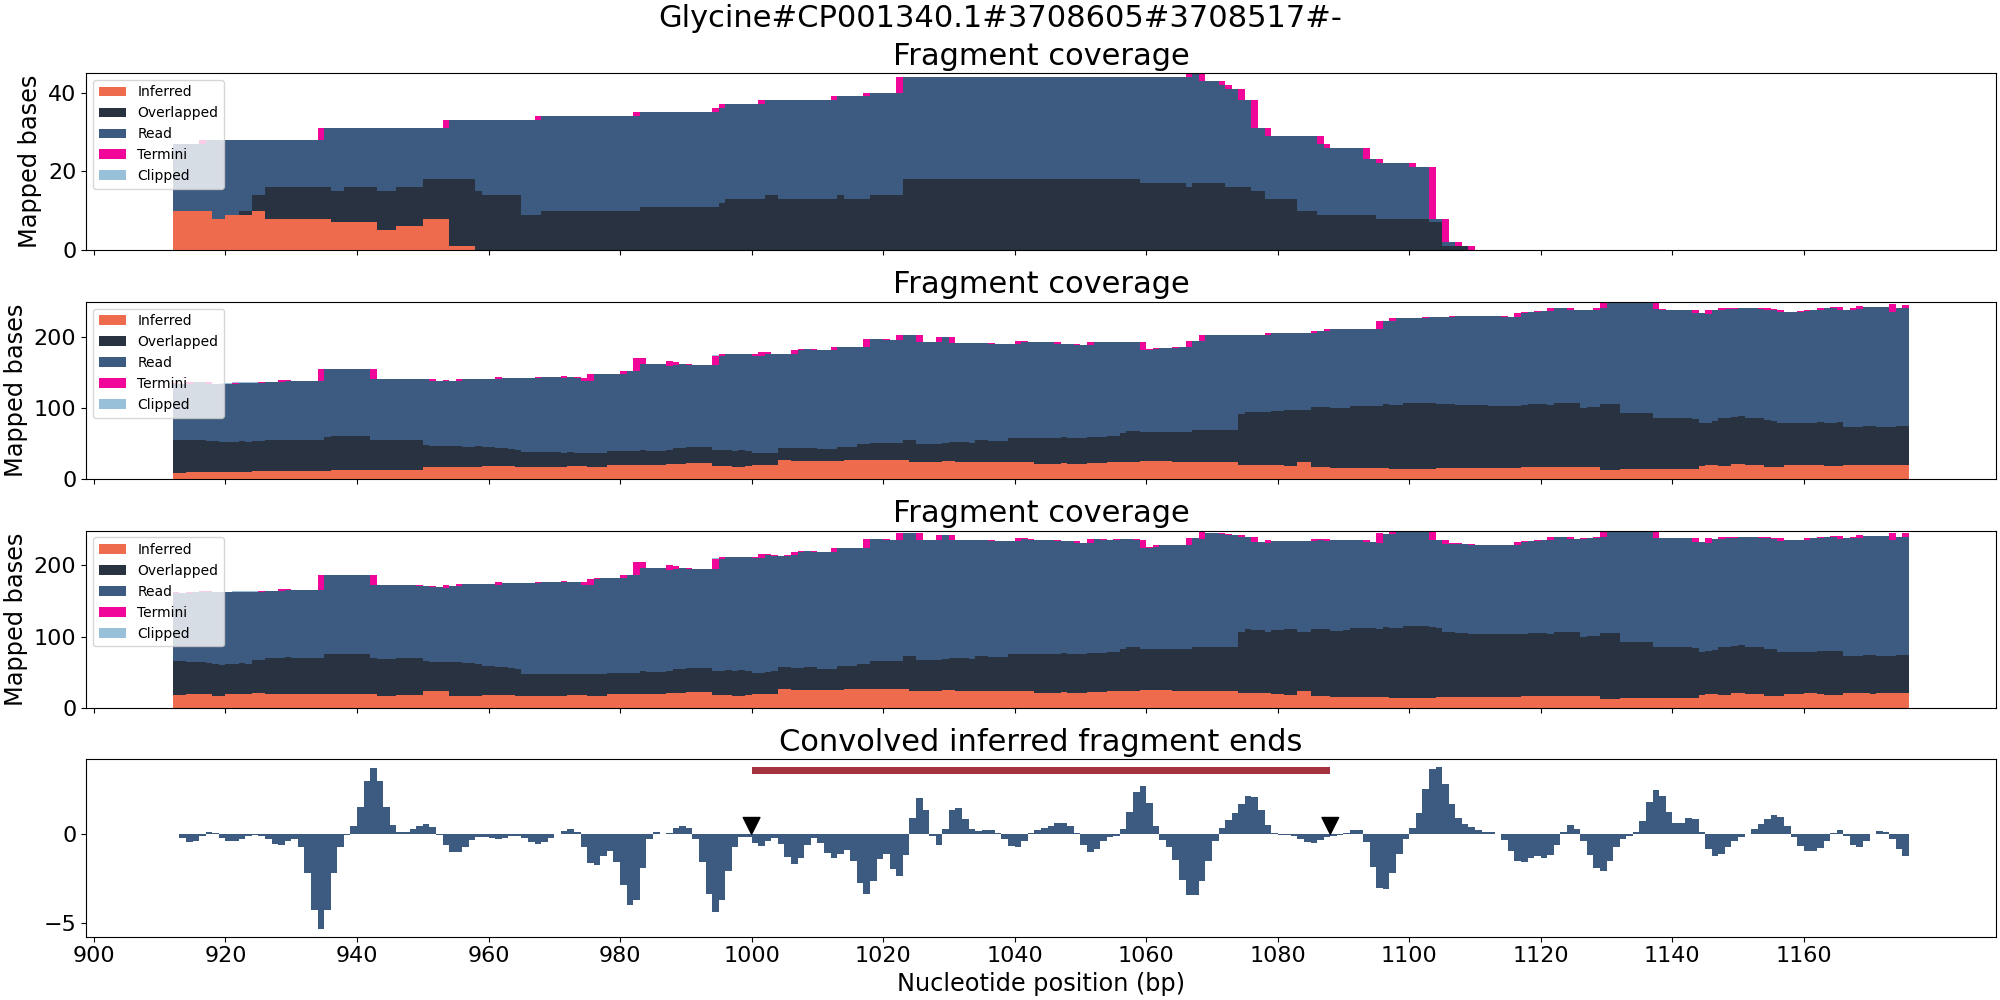 Glycine#CP001340.1#3708605#3708517#-
Fragment coverage
Mapped bases
40
20
0
Inferred
Overlapped
Read
Termini
Clipped
Fragment coverage
Mapped bases
200
100
0
Inferred
Overlapped
Read
Termini
Clipped
Fragment coverage
Mapped bases
200
100
0
Inferred
Overlapped
Read
Termini
Clipped
Convolved inferred fragment ends
0
−5
900 920 940 960 980 1000 1020 1040 1060 1080 1100 1120 1140 1160
Nucleotide position (bp)